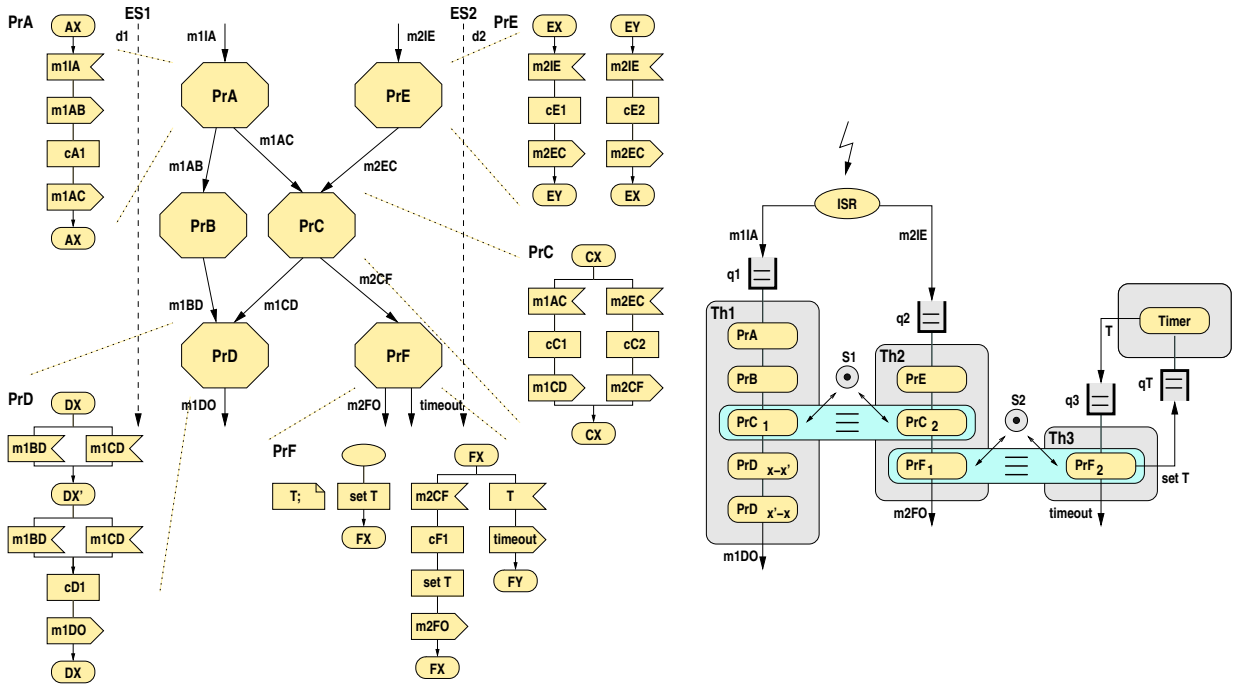 PrA
AX
m1IA
m1AB
cA1
m1AC
AX
ES1
d1
m1IA
m2IE
ES2
d2
PrA
PrE
m1AC
m1AB
m2EC
PrB
PrC
m2CF
m1BD
m1CD
PrD
PrF
m1DO
m2FO
timeout
PrE
EX
m2IE
cE1
m2EC
EY
EY
m2IE
cE2
m2EC
EX
PrC
CX
m1AC
m2EC
cC1
cC2
m1CD
m2CF
CX
PrD
DX
m1BD
m1CD
DX'
m1BD
m1CD
cD1
m1DO
DX
PrF
T;
set T
FX
FX
m2CF
T
cF1
timeout
set T
FY
m2FO
FX
ISR
m1IA
m2IE
q1
q2
Th1
PrA
PrB
PrC 1
PrD x-x'
PrD x'-x
m1DO
S1
Th2
PrE
PrC 2
PrF 1
m2FO
S2
Timer
T
qT
q3
Th3
PrF 2
set T
timeout